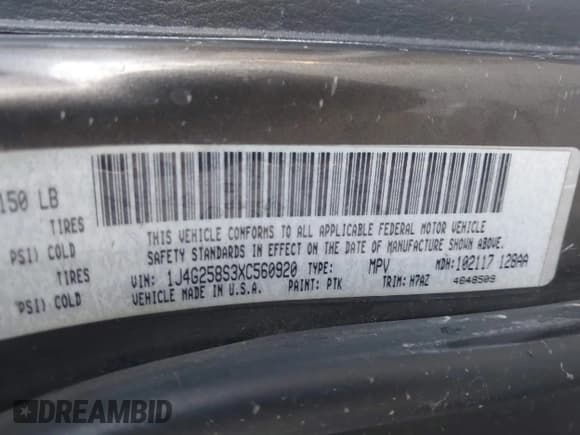 150 LB
TIRES
PSI) COLD
TIRES
PSI) COLD
THIS VEHICLE CONFORMS TO ALL APPLICABLE FEDERAL MOTOR VEHICLE
SAFETY STANDARDS IN EFFECT ON THE DATE OF MANUFACTURE SHOWN ABOVE.
VIN: 1J4G258S3XC560920 TYPE: MPV MDH: 102117 128AA
VEHICLE MADE IN U.S.A. PAINT: PTK TRIM: H7AZ 4648509
DREAMBID